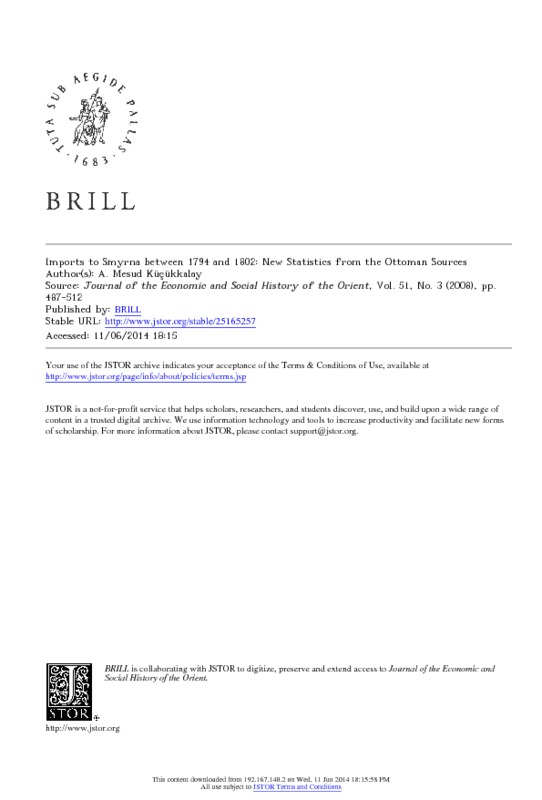 TUTA SUB AEGIDE PALLAS · 1683 ·
BRILL
Imports to Smyrna between 1794 and 1802: New Statistics from the Ottoman Sources
Author(s): A. Mesud Küçükkalay
Source: Journal of the Economic and Social History of the Orient, Vol. 51, No. 3 (2008), pp.
487-512
Published by: BRILL
Stable URL: http://www.jstor.org/stable/25165257
Accessed: 11/06/2014 18:15
Your use of the JSTOR archive indicates your acceptance of the Terms & Conditions of Use, available at
http://www.jstor.org/page/info/about/policies/terms.jsp
JSTOR is a not-for-profit service that helps scholars, researchers, and students discover, use, and build upon a wide range of
content in a trusted digital archive. We use information technology and tools to increase productivity and facilitate new forms
of scholarship. For more information about JSTOR, please contact support@jstor.org.
BRILL is collaborating with JSTOR to digitize, preserve and extend access to Journal of the Economic and
Social History of the Orient.
JSTOR
http://www.jstor.org
This content downloaded from 192.167.140.2 on Wed, 11 Jun 2014 18:15:58 PM
All use subject to JSTOR Terms and Conditions